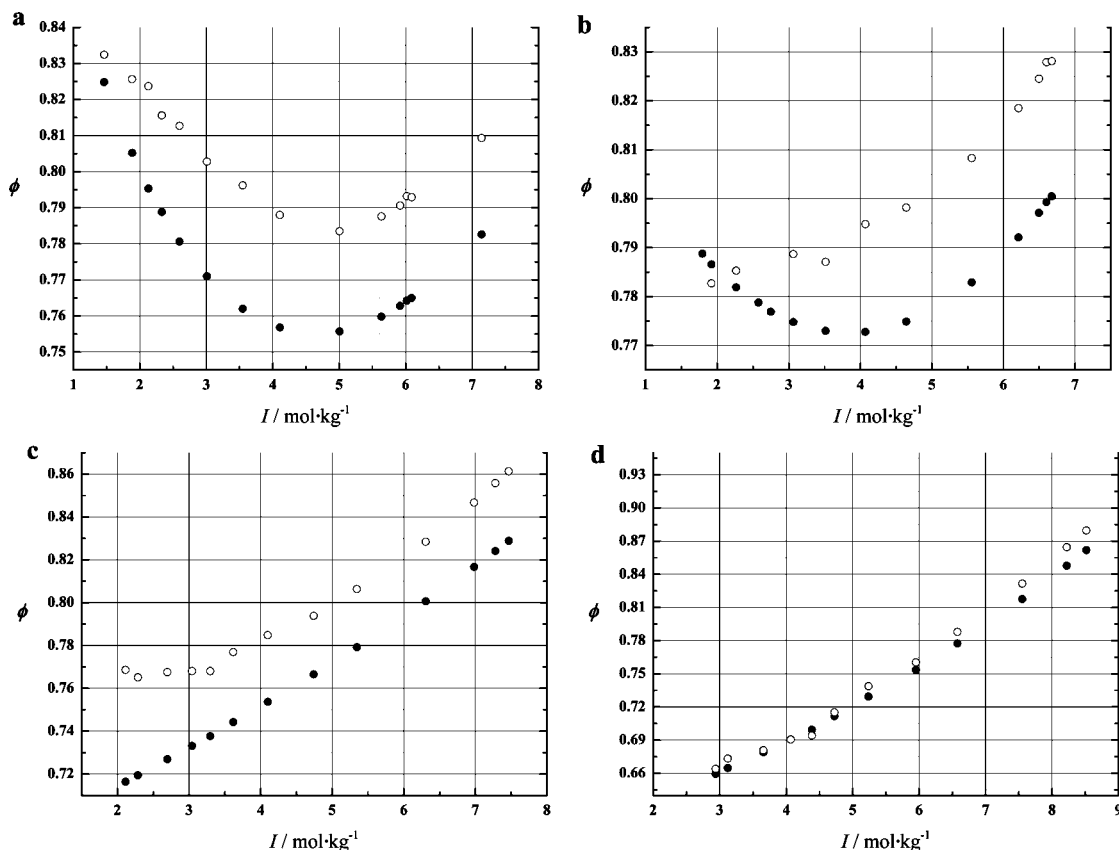 a
0.84
0.83
0.82
0.81
0.80
0.79
0.78
0.77
0.76
0.75
ϕ
1 2 3 4 5 6 7 8
I / mol·kg⁻¹
b
0.83
0.82
0.81
0.80
0.79
0.78
0.77
ϕ
1 2 3 4 5 6 7
I / mol·kg⁻¹
c
0.86
0.84
0.82
0.80
0.78
0.76
0.74
0.72
ϕ
2 3 4 5 6 7 8
I / mol·kg⁻¹
d
0.93
0.90
0.87
0.84
0.81
0.78
0.75
0.72
0.69
0.66
ϕ
2 3 4 5 6 7 8 9
I / mol·kg⁻¹